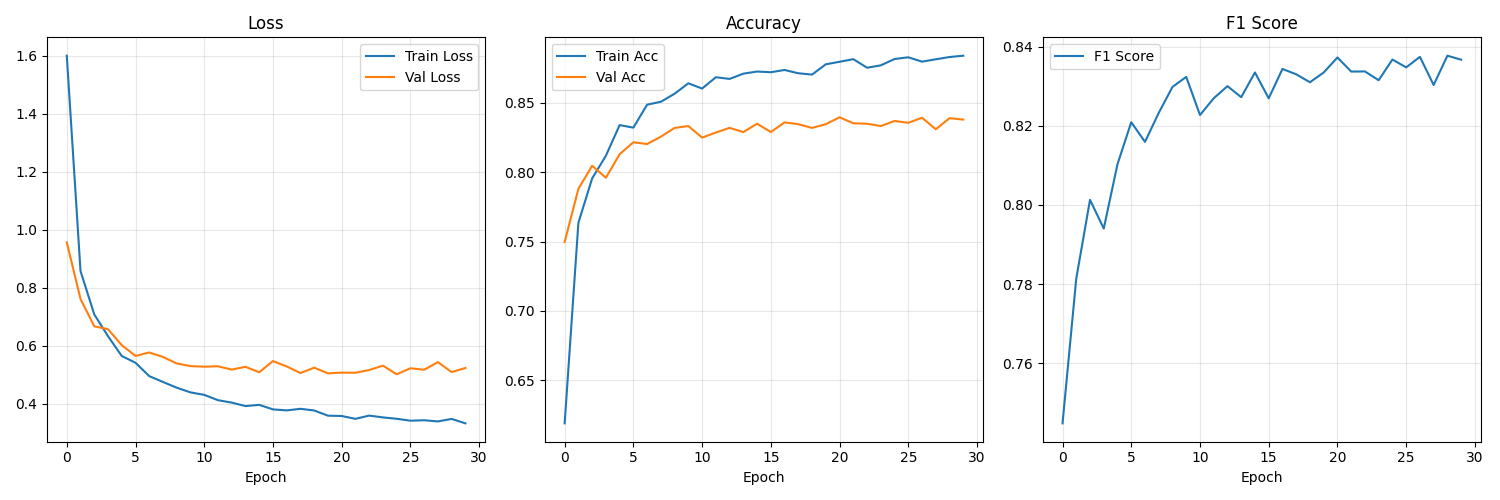 Loss
1.6
1.4
1.2
1.0
0.8
0.6
0.4
0 5 10 15 20 25 30
Epoch
Train Loss
Val Loss
Accuracy
0.85
0.80
0.75
0.70
0.65
0 5 10 15 20 25 30
Epoch
Train Acc
Val Acc
F1 Score
0.84
0.82
0.80
0.78
0.76
0 5 10 15 20 25 30
Epoch
F1 Score